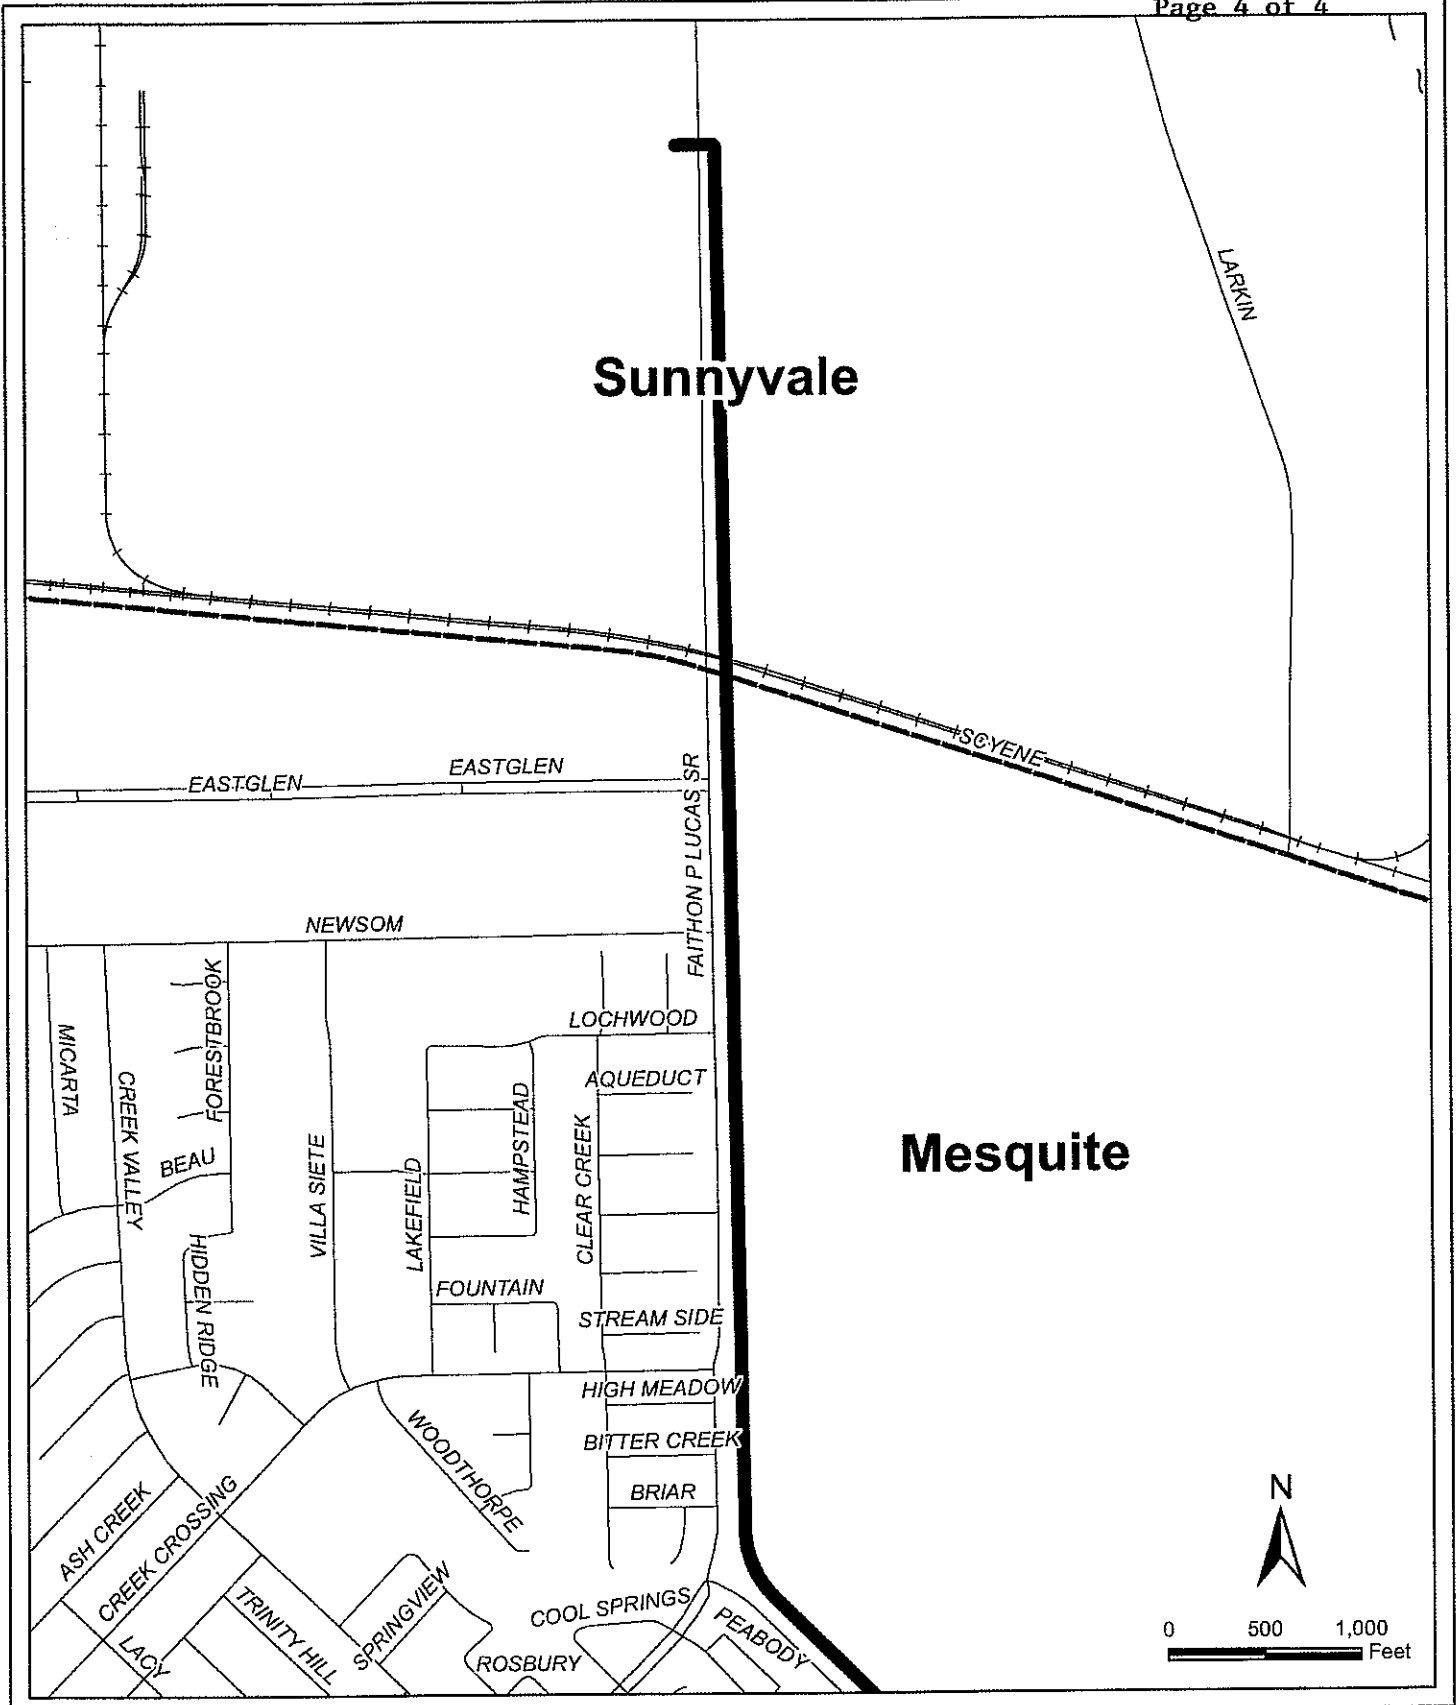 Page 4 of 4
LARKIN
Sunnyvale
SCYENE
EASTGLEN
EASTGLEN
FAITHON P LUCAS SR
NEWSOM
MICARTA
CREEK VALLEY
FORESTBROOK
BEAU
HIDDEN RIDGE
VILLA SIETE
LAKEFIELD
HAMPSTEAD
LOCHWOOD
AQUEDUCT
CLEAR CREEK
Mesquite
FOUNTAIN
STREAM SIDE
HIGH MEADOW
BITTER CREEK
BRIAR
WOODTHORPE
ASH CREEK
CREEK CROSSING
TRINITY HILL
LACY
SPRINGVIEW
COOL SPRINGS
ROSBURY
PEABODY
N
0 500 1,000
Feet